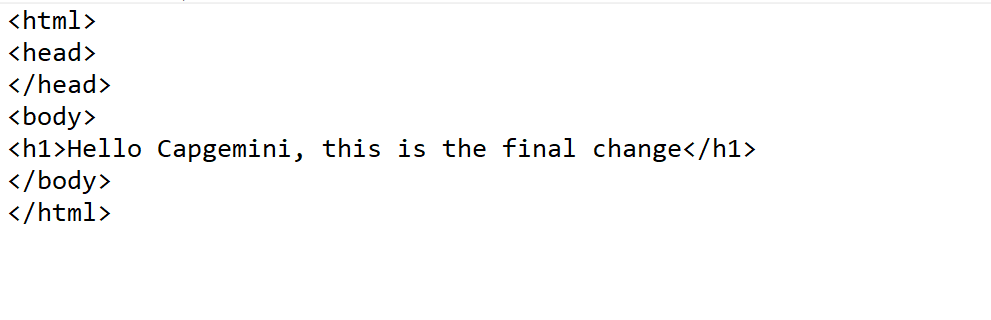 <html>
<head>
</head>
<body>
<h1>Hello Capgemini, this is the final change</h1>
</body>
</html>